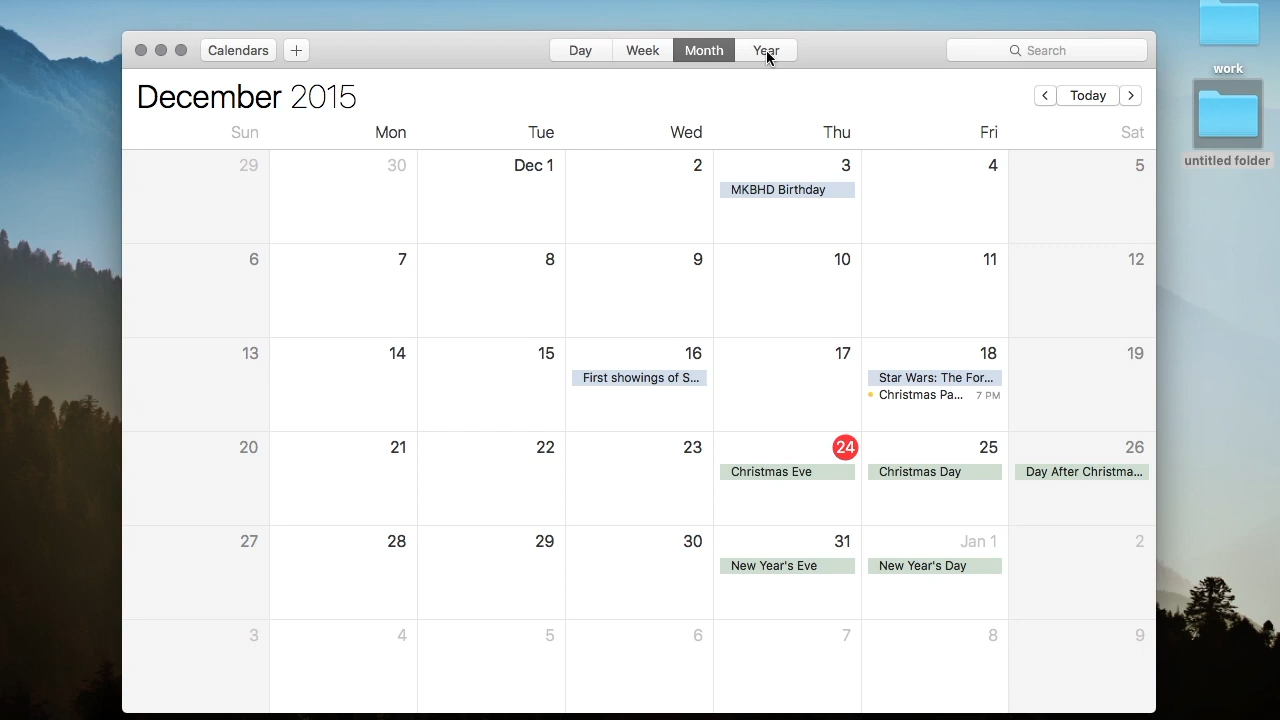 Calendars + Day Week Month Year Search
work
untitled folder
December 2015
< Today >
Sun Mon Tue Wed Thu Fri Sat
29 30 Dec 1 2 3 4 5
MKBHD Birthday
6 7 8 9 10 11 12
13 14 15 16 17 18 19
First showings of S... Star Wars: The For...
Christmas Pa... 7 PM
20 21 22 23 24 25 26
Christmas Eve Christmas Day Day After Christma...
27 28 29 30 31 Jan 1 2
New Year's Eve New Year's Day
3 4 5 6 7 8 9